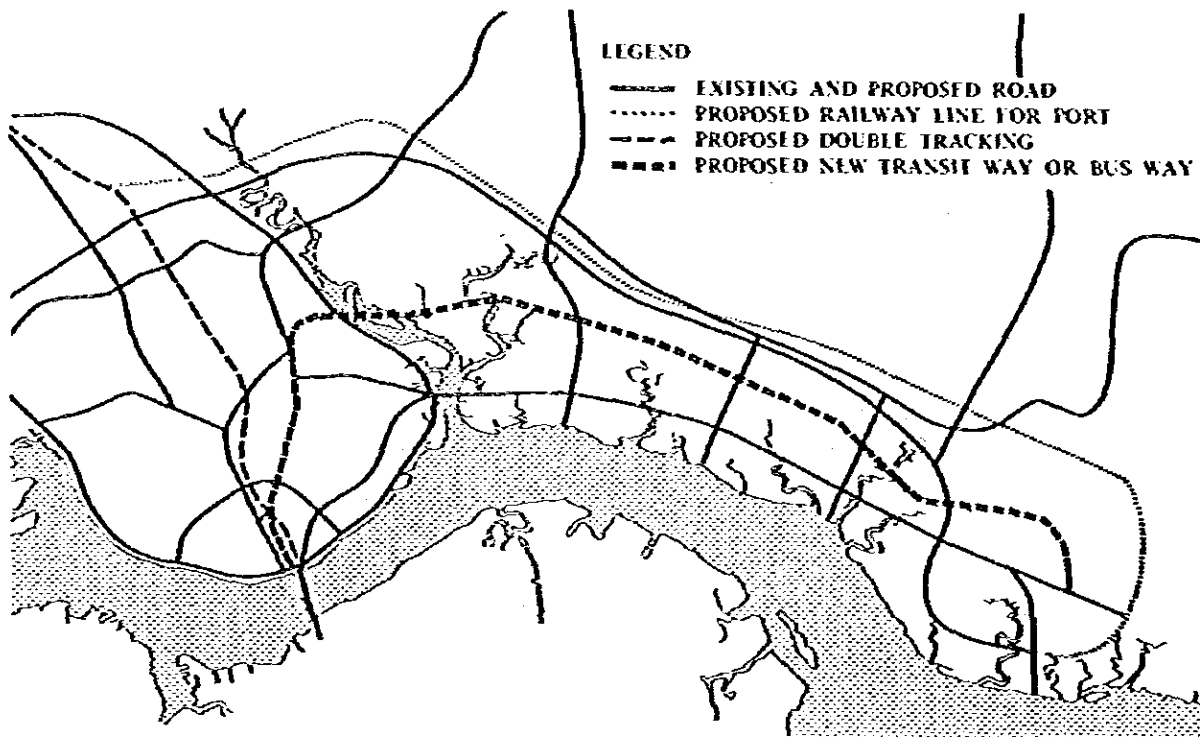 LEGEND
EXISTING AND PROPOSED ROAD
PROPOSED RAILWAY LINE FOR PORT
PROPOSED DOUBLE TRACKING
PROPOSED NEW TRANSIT WAY OR BUS WAY